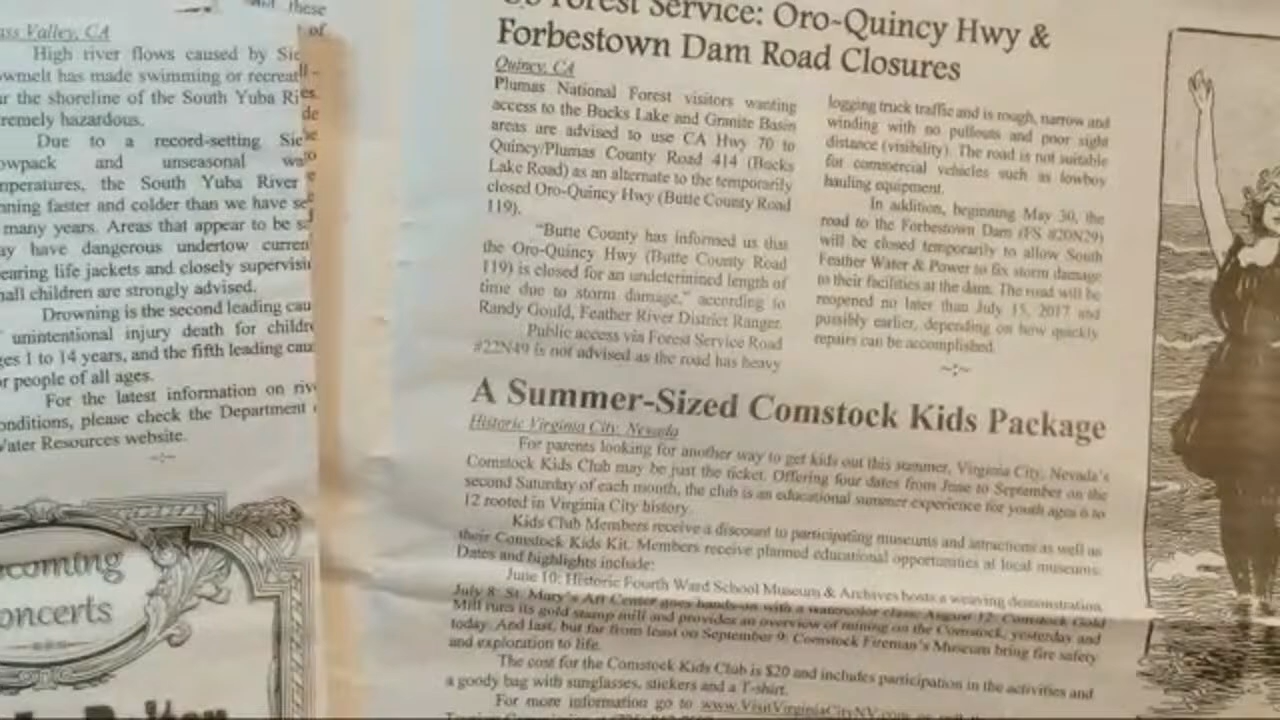 these
of
ass Valley, CA
High river flows caused by Sie
owmelt has made swimming or recreat
r the shoreline of the South Yuba Ri
remely hazardous.
Due to a record-setting Sie
owpack and unseasonal wa
mperatures, the South Yuba River
nning faster and colder than we have se
many years. Areas that appear to be sa
ay have dangerous undertow curren
earing life jackets and closely supervisi
nall children are strongly advised.
Drowning is the second leading cau
unintentional injury death for childre
ges 1 to 14 years, and the fifth leading cau
or people of all ages.
For the latest information on rive
onditions, please check the Department
Water Resources website.
coming
oncerts
US Forest Service: Oro-Quincy Hwy &
Forbestown Dam Road Closures
Quincy, CA
Plumas National Forest visitors wanting
access to the Bucks Lake and Granite Basin
areas are advised to use CA Hwy 70 to
Quincy/Plumas County Road 414 (Bucks
Lake Road) as an alternate to the temporarily
closed Oro-Quincy Hwy (Butte County Road
119).
"Butte County has informed us that
the Oro-Quincy Hwy (Butte County Road
119) is closed for an undetermined length of
time due to storm damage," according to
Randy Gould, Feather River District Ranger.
Public access via Forest Service Road
#22N49 is not advised as the road has heavy
logging truck traffic and is rough, narrow and
winding with no pullouts and poor sight
distance (visibility). The road is not suitable
for commercial vehicles such as lowboy
hauling equipment.
In addition, beginning May 30, the
road to the Forbestown Dam (FS #20N29)
will be closed temporarily to allow South
Feather Water & Power to fix storm damage
to their facilities at the dam. The road will be
reopened no later than July 15, 2017 and
possibly earlier, depending on how quickly
repairs can be accomplished.
~:~
A Summer-Sized Comstock Kids Package
Historic Virginia City, Nevada
For parents looking for another way to get kids out this summer, Virginia City, Nevada's
Comstock Kids Club may be just the ticket. Offering four dates from June to September on the
second Saturday of each month, the club is an educational summer experience for youth ages 6 to
12 rooted in Virginia City history.
Kids Club Members receive a discount to participating museums and attractions as well as
their Comstock Kids Kit. Members receive planned educational opportunities at local museums.
Dates and highlights include:
June 10: Historic Fourth Ward School Museum & Archives hosts a weaving demonstration.
July 8: St. Mary's Art Center goes hands-on with a watercolor class; August 12: Comstock Gold
Mill runs its gold stamp mill and provides an overview of mining on the Comstock, yesterday and
today. And last, but far from least on September 9: Comstock Fireman's Museum bring fire safety
and exploration to life.
The cost for the Comstock Kids Club is $20 and includes participation in the activities and
a goody bag with sunglasses, stickers and a T-shirt.
For more information go to www.VisitVirginiaCityNV.com